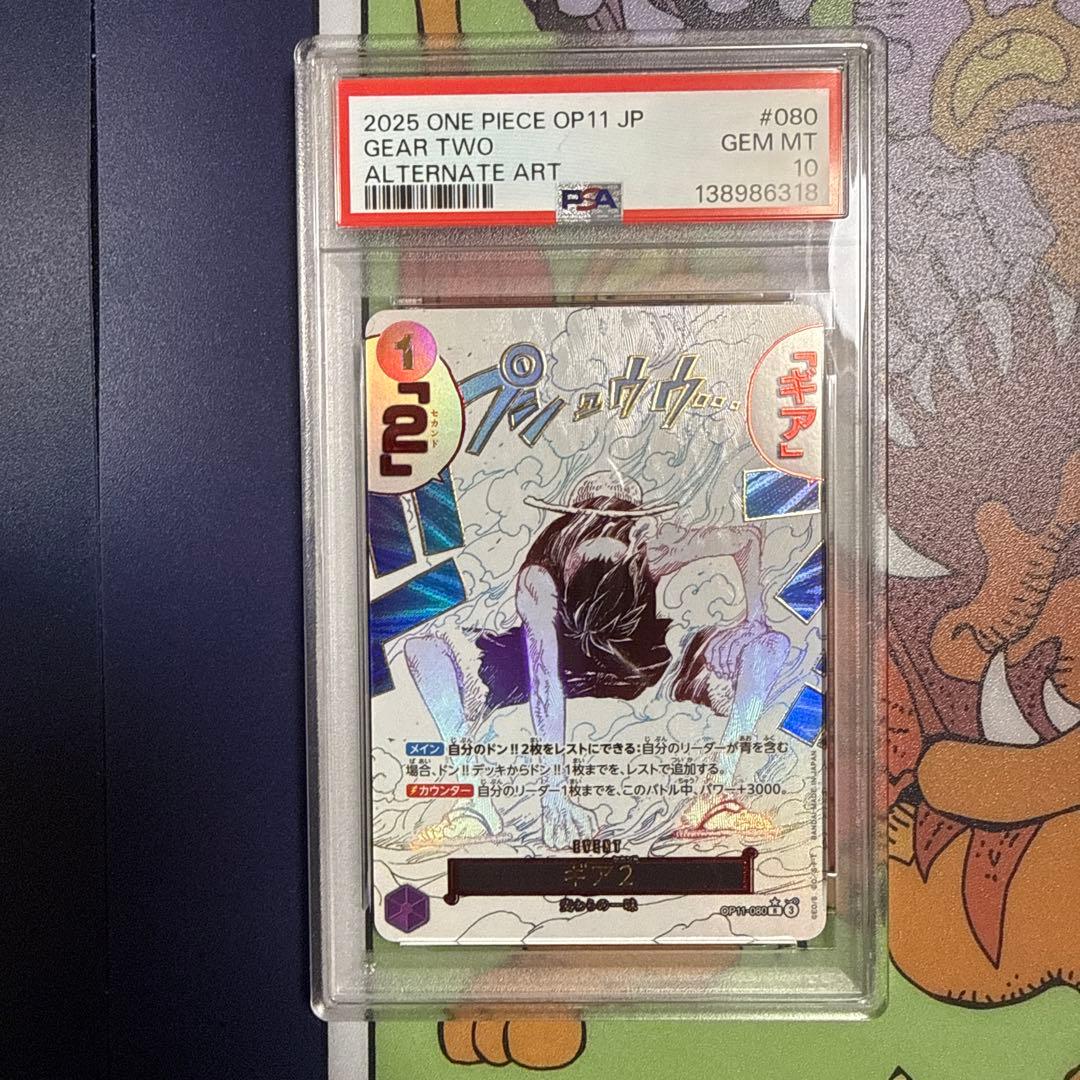 2025 ONE PIECE OP11 JP
#080
GEAR TWO
GEM MT
ALTERNATE ART
10
PSA
138986318
1
「2」
セカンド
プシュウウ...
「ギア」
メイン 自分のドン!!2枚をレストにできる:自分のリーダーが青を含む
場合、ドン!!デッキからドン!!1枚までを、レストで追加する。
カウンター 自分のリーダー1枚までを、このバトル中、パワー+3000。
EVENT
ギア2
麦わらの一味
OP11-080 R 3
BANDAI MADE IN JAPAN